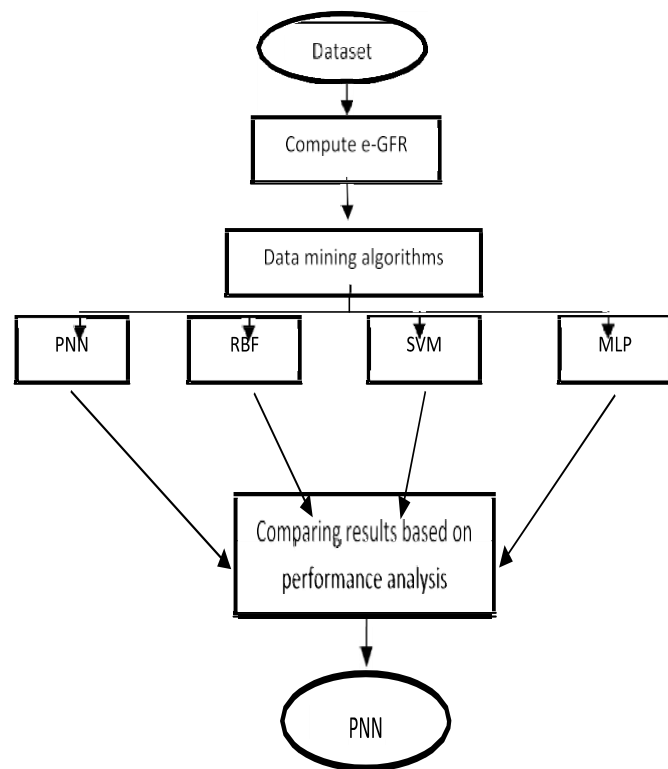 Dataset
Compute e-GFR
Data mining algorithms
PNN
RBF
SVM
MLP
Comparing results based on
performance analysis
PNN